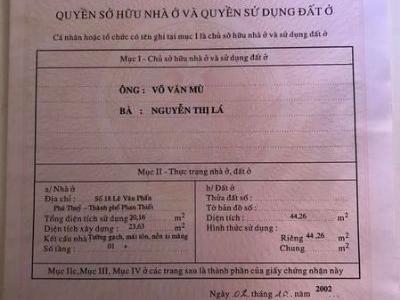 QUYỀN SỞ HỮU NHÀ Ở VÀ QUYỀN SỬ DỤNG ĐẤT Ở
Cá nhân hoặc tổ chức có tên ghi tại mục I là chủ sở hữu nhà ở và sử dụng đất ở
Mục I - Chủ sở hữu nhà ở và sử dụng đất ở
ÔNG : VÕ VĂN MÙ
BÀ : NGUYỄN THỊ LÁ
Mục II - Thực trạng nhà ở, đất ở
a/ Nhà ở
Địa chỉ : Số 18 Lê Văn Phấn
Phú Thuỷ - Thành phố Phan Thiết
Tổng diện tích sử dụng 20,16 m2
Diện tích xây dựng : 23,63 m2
Kết cấu nhà Tường gạch, mái tôn, nền xi măng
Số tầng : 01 +
b/ Đất ở
Thửa đất số :
Tờ bản đồ số :
Diện tích : 44,26 m2
Hình thức sử dụng :
Riêng 44,26 m2
Chung m2
Mục IIc, Mục III, Mục IV ở các trang sau là thành phần của giấy chứng nhận này
Ngày 02 tháng 10 năm 2002